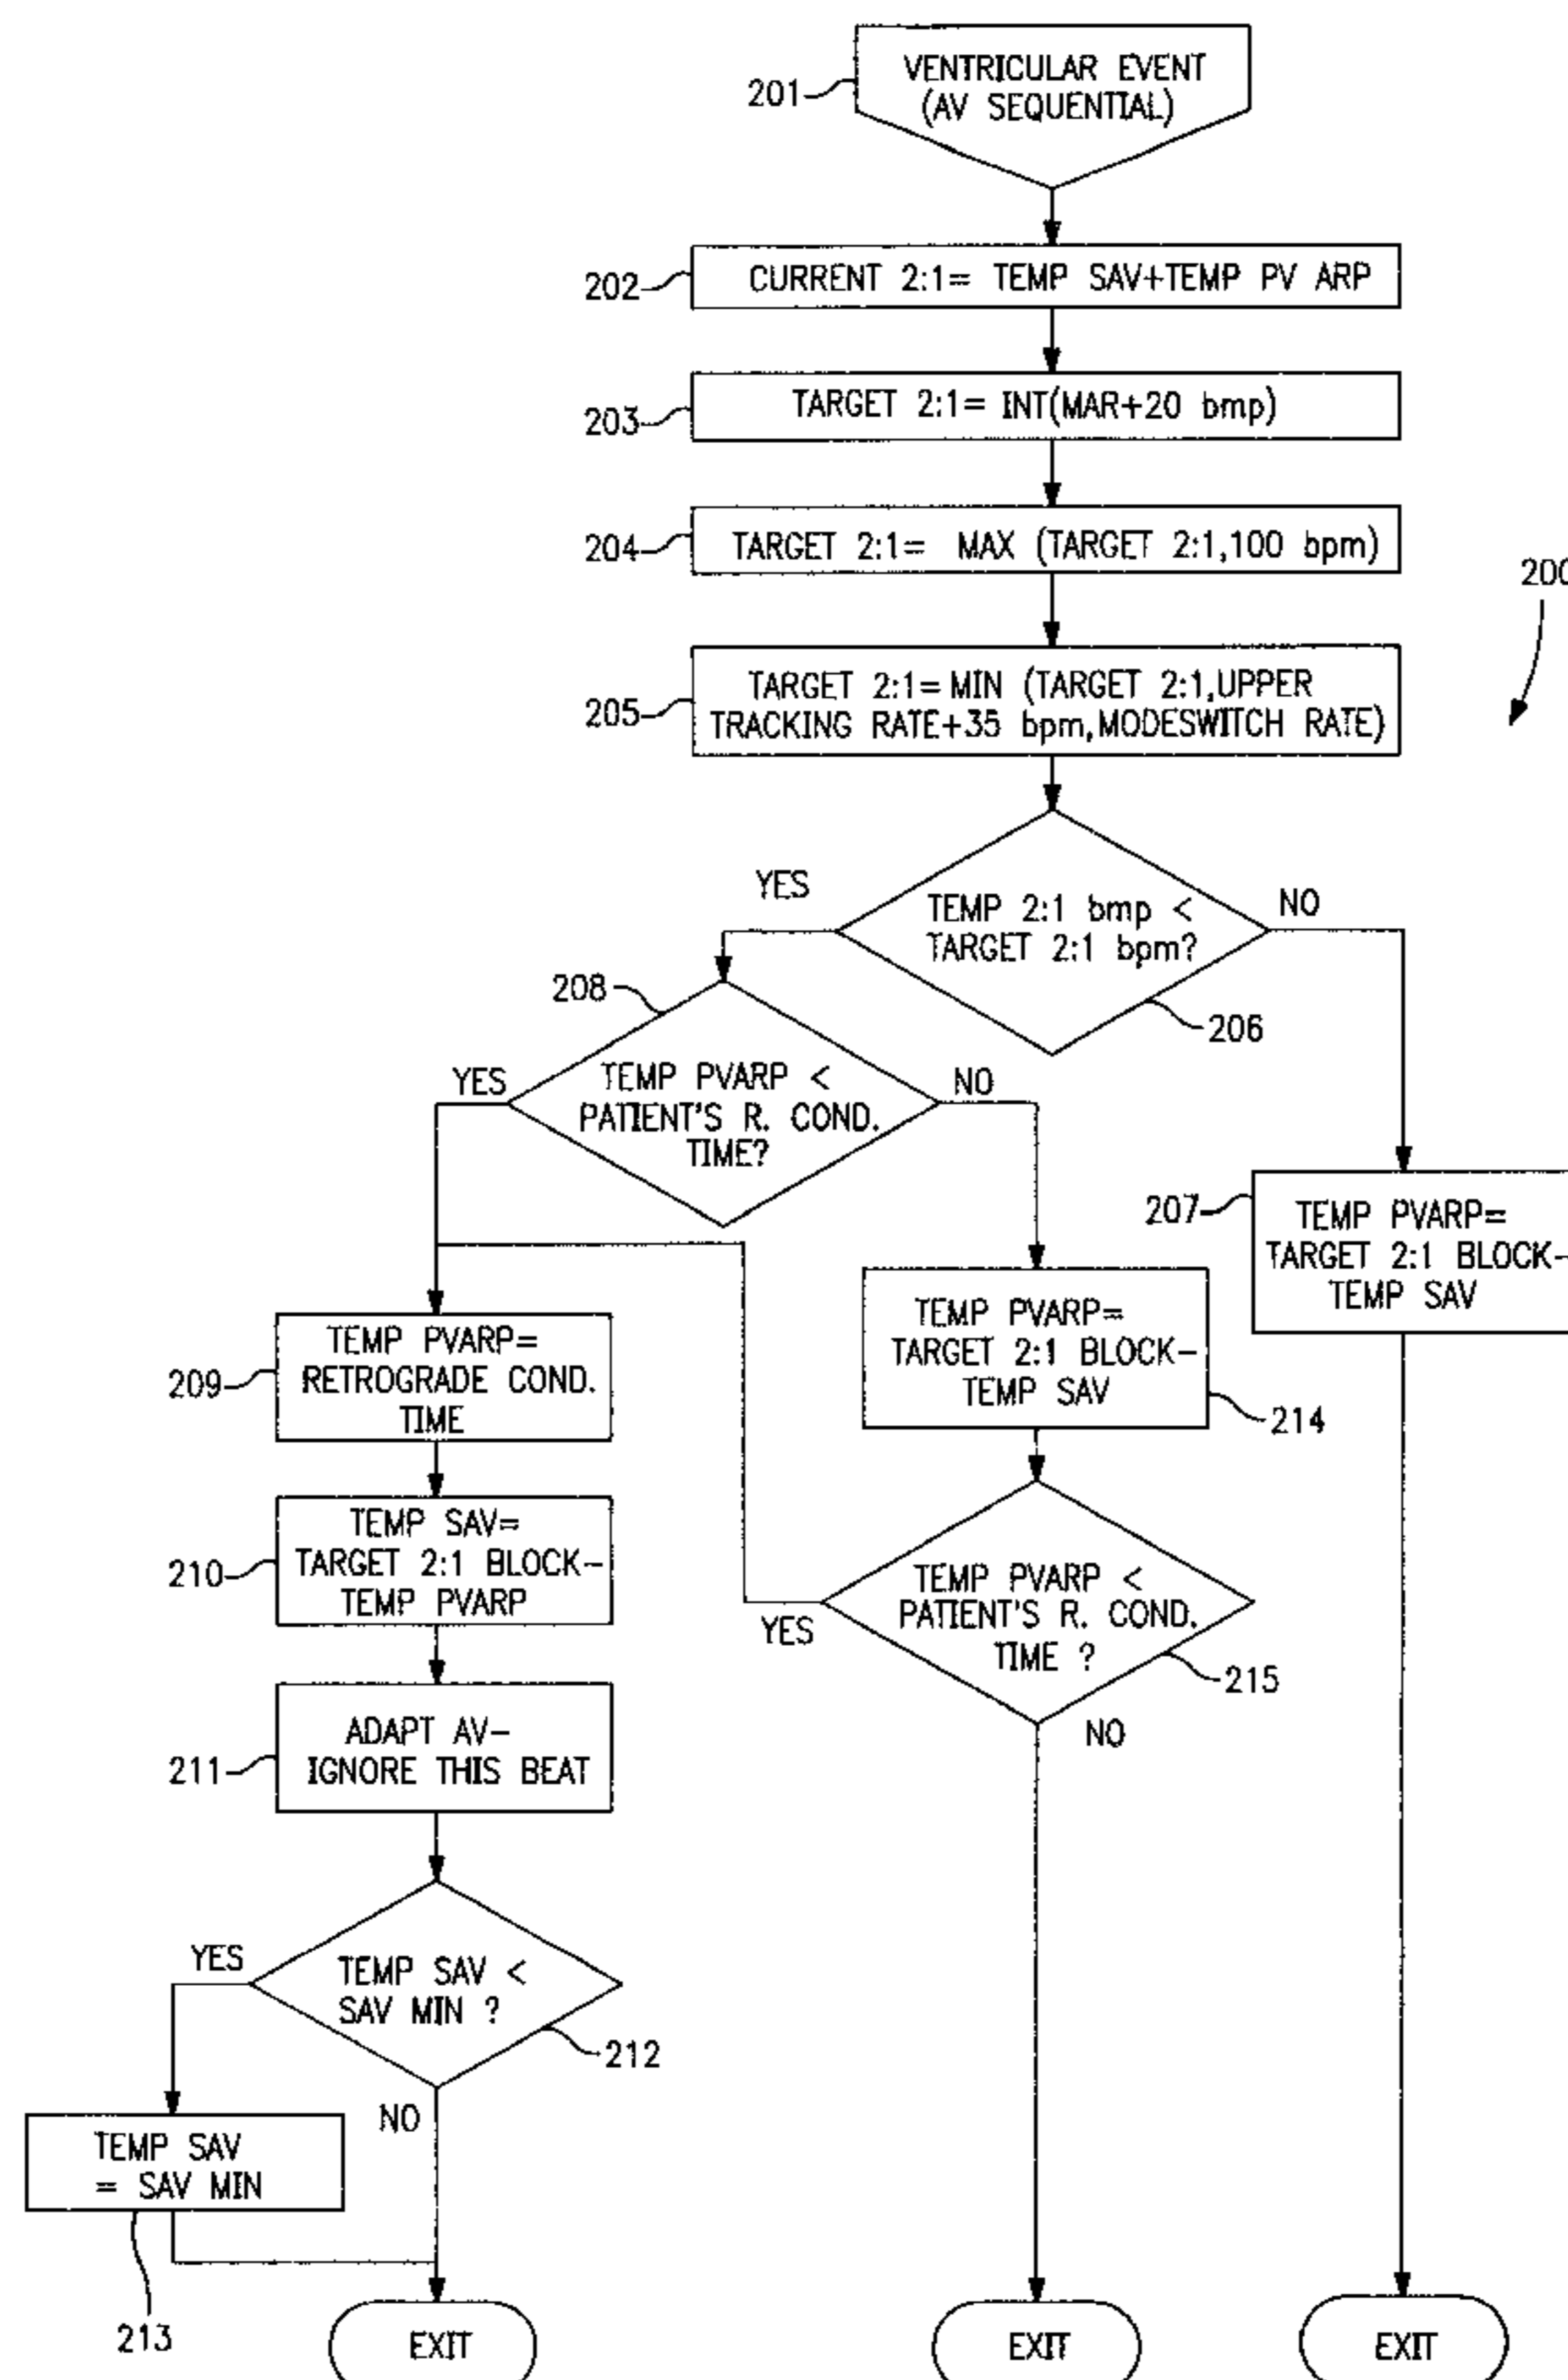 VENTRICULAR EVENT
(AV SEQUENTIAL)
201
CURRENT 2:1= TEMP SAV+TEMP PV ARP
202
TARGET 2:1= INT(MAR+20 bmp)
203
TARGET 2:1= MAX (TARGET 2:1,100 bpm)
204
200
TARGET 2:1=MIN (TARGET 2:1,UPPER
TRACKING RATE+35 bpm,MODESWITCH RATE)
205
YES
TEMP 2:1 bmp <
TARGET 2:1 bpm?
NO
206
208
YES
TEMP PVARP <
PATIENT'S R. COND.
TIME?
NO
207
TEMP PVARP=
TARGET 2:1 BLOCK-
TEMP SAV
TEMP PVARP=
RETROGRADE COND.
TIME
209
TEMP PVARP=
TARGET 2:1 BLOCK-
TEMP SAV
214
TEMP SAV=
TARGET 2:1 BLOCK-
TEMP PVARP
210
TEMP PVARP <
PATIENT'S R. COND.
TIME ?
YES
215
NO
ADAPT AV-
IGNORE THIS BEAT
211
YES
TEMP SAV <
SAV MIN ?
212
NO
TEMP SAV
= SAV MIN
213
EXIT
EXIT
EXIT